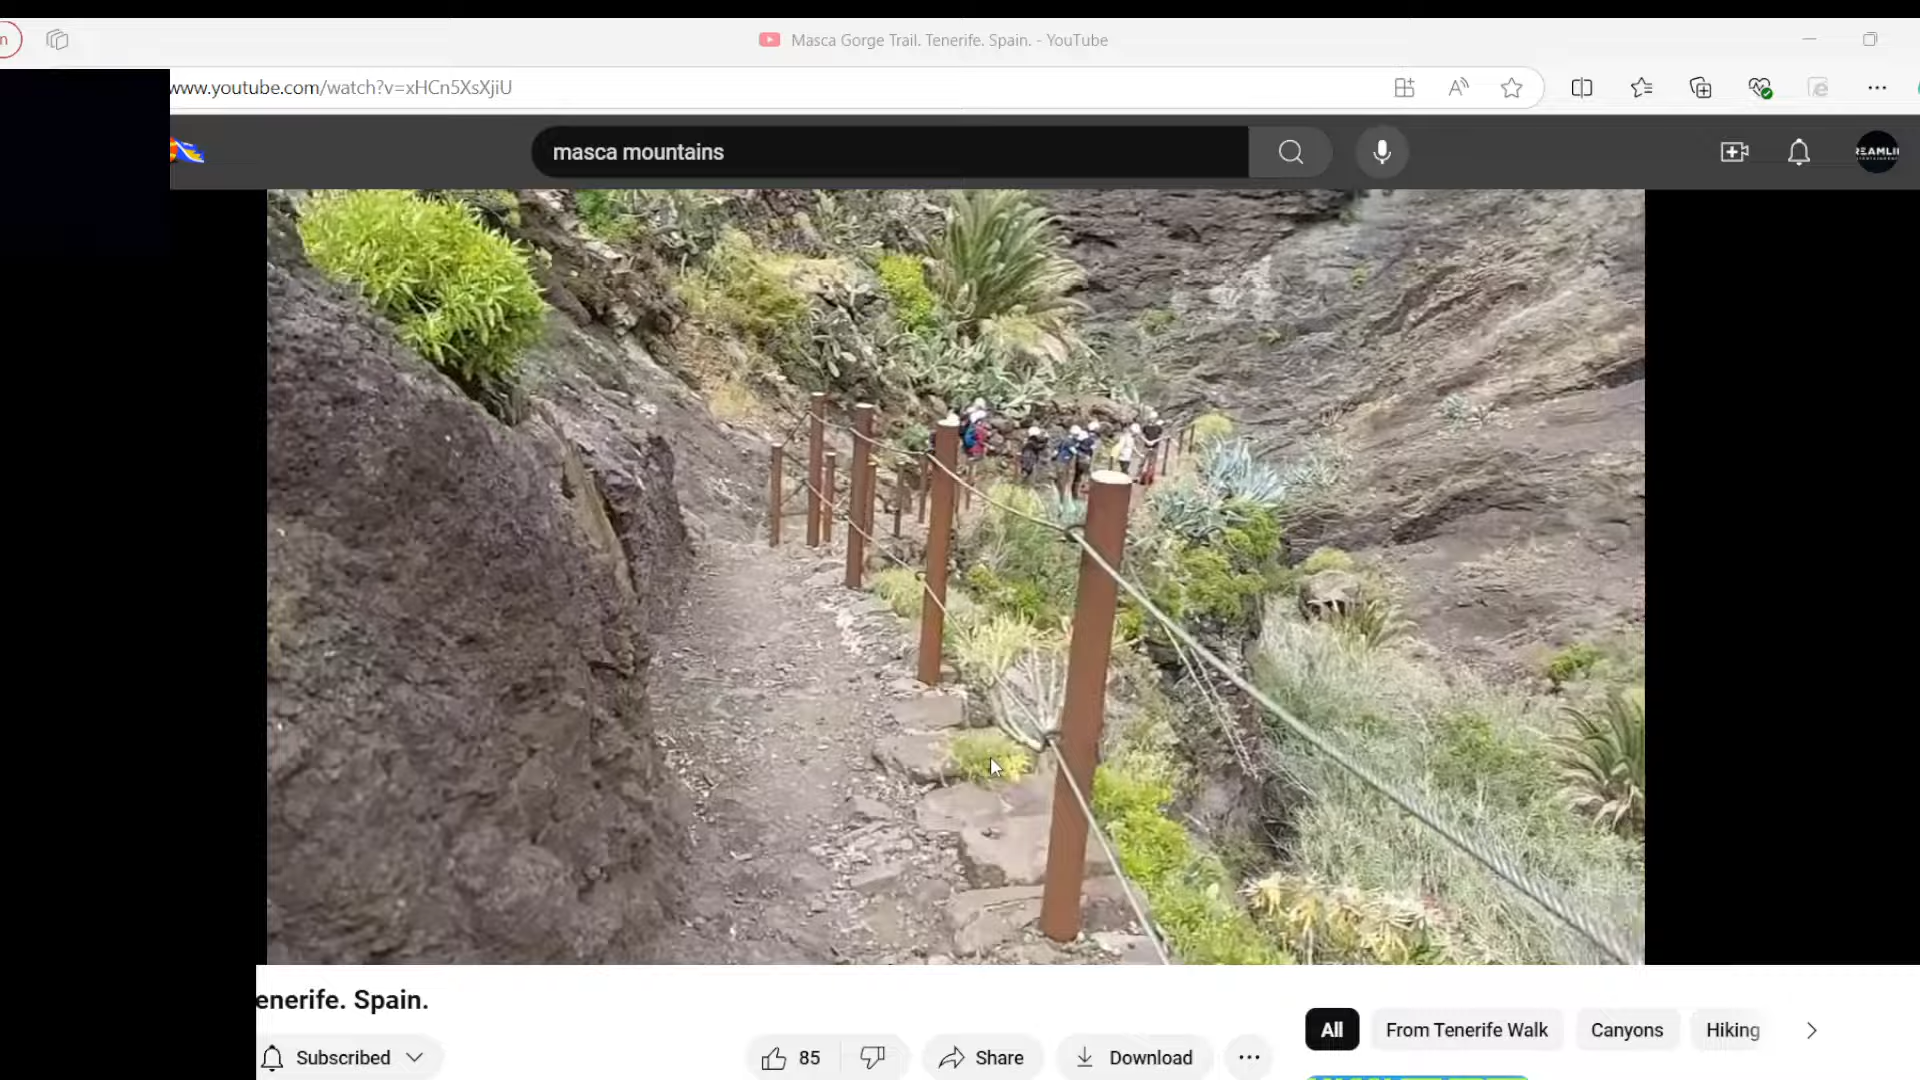 n
Masca Gorge Trail. Tenerife. Spain. - YouTube
www.youtube.com/watch?v=xHCn5XsXjiU
masca mountains
REAMLI
enerife. Spain.
Subscribed
85
Share
Download
All
From Tenerife Walk
Canyons
Hiking